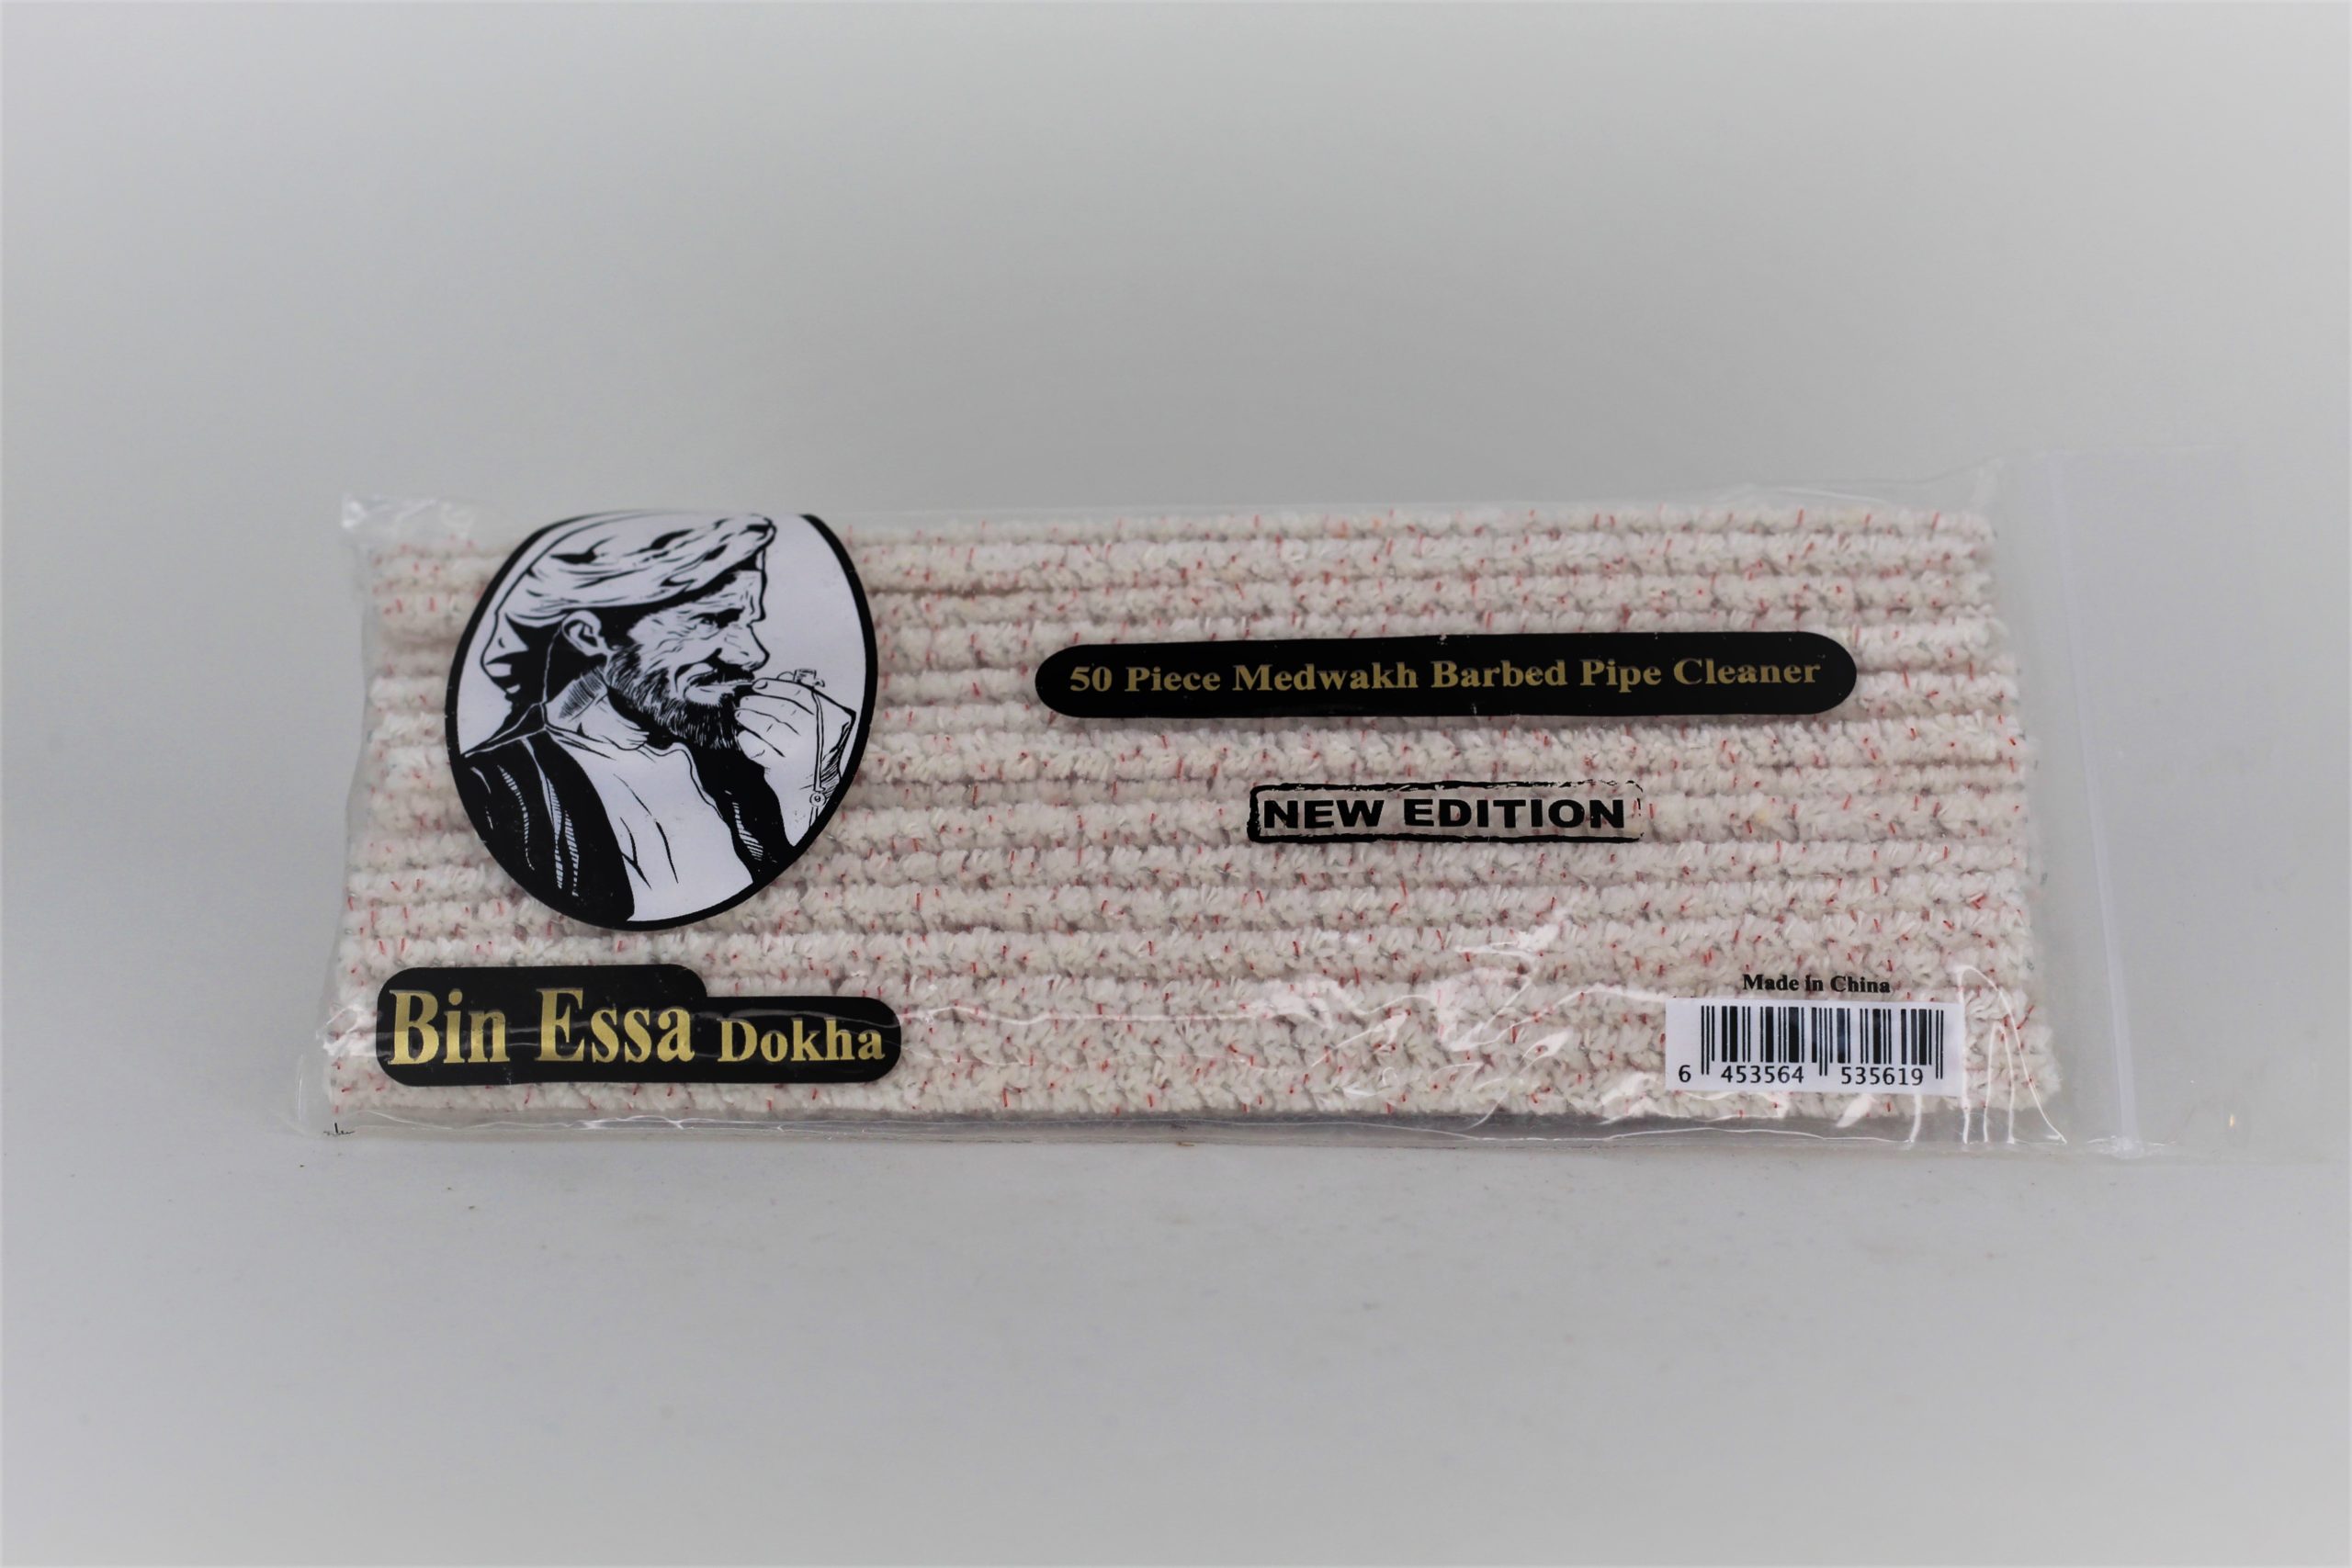 50 Piece Medwakh Barbed Pipe Cleaner
NEW EDITION
Bin Essa Dokha
Made in China
6 453564 535619